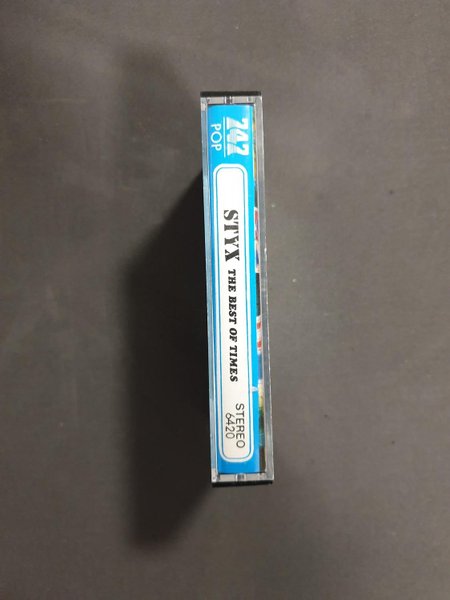 747
POP
STYX THE BEST OF TIMES
STEREO
6420